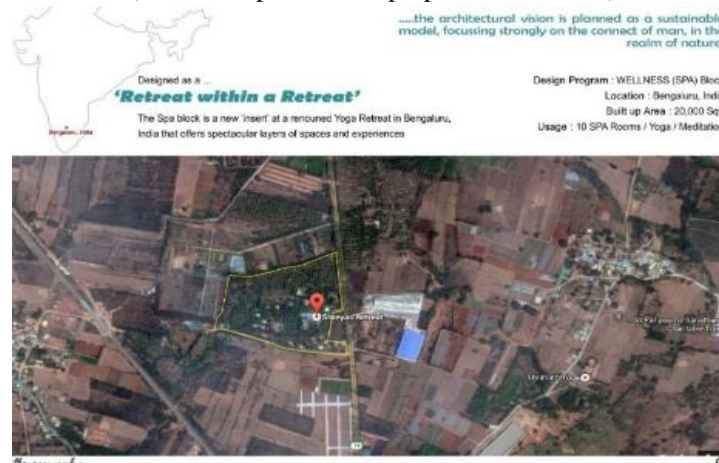 .....the architectural vision is planned as a sustainable
model, focussing strongly on the connect of man, in the
realm of nature
Designed as a ...
'Retreat within a Retreat'
The Spa block is a new 'insert' at a renouned Yoga Retreat in Bengaluru,
India that offers spectacular layers of spaces and experiences
Bengaluru, India
Design Program : WELLNESS (SPA) Bloc
Location : Bengaluru, Indi
Built up Area : 20,000 Sq
Usage : 10 SPA Rooms / Yoga / Meditatio
Shreyas Retreat